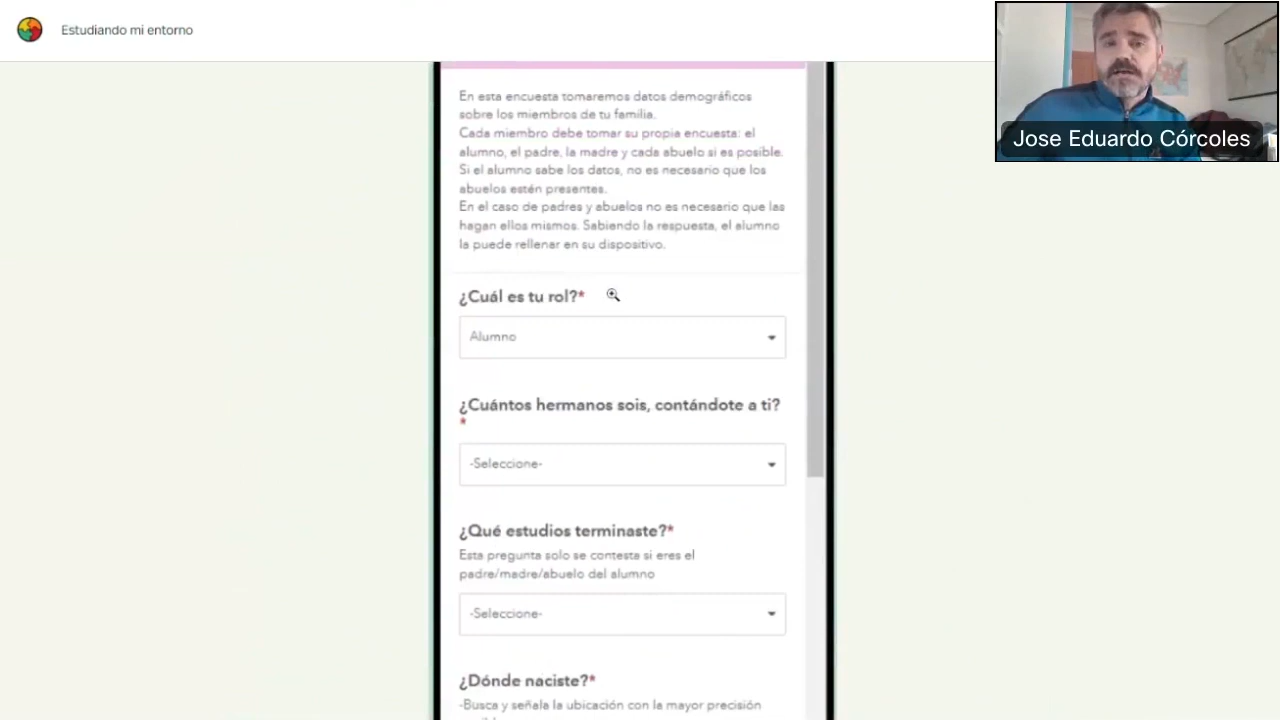 Estudiando mi entorno
Jose Eduardo Córcoles
En esta encuesta tomaremos datos demográficos
sobre los miembros de tu familia.
Cada miembro debe tomar su propia encuesta: el
alumno, el padre, la madre y cada abuelo si es posible.
Si el alumno sabe los datos, no es necesario que los
abuelos estén presentes.
En el caso de padres y abuelos no es necesario que las
hagan ellos mismos. Sabiendo la respuesta, el alumno
la puede rellenar en su dispositivo.
¿Cuál es tu rol?*
Alumno
¿Cuántos hermanos sois, contándote a ti?
*
-Seleccione-
¿Qué estudios terminaste?*
Esta pregunta solo se contesta si eres el
padre/madre/abuelo del alumno
-Seleccione-
¿Dónde naciste?*
-Busca y señala la ubicación con la mayor precisión